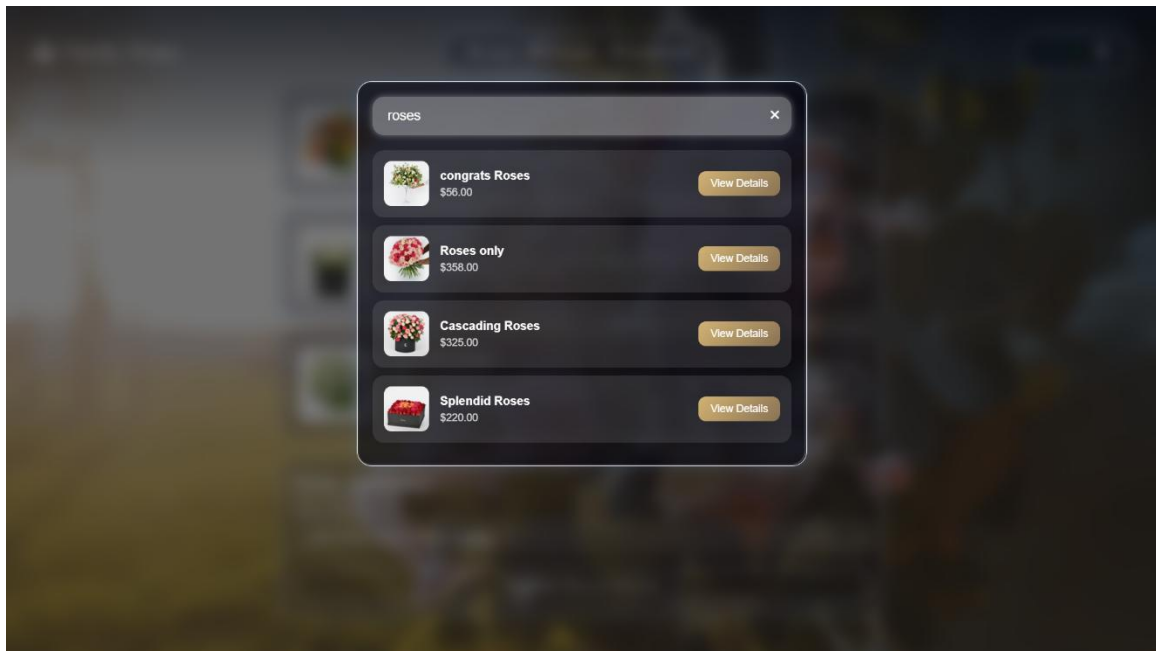 roses ×
congrats Roses
$56.00
View Details
Roses only
$358.00
View Details
Cascading Roses
$325.00
View Details
Splendid Roses
$220.00
View Details